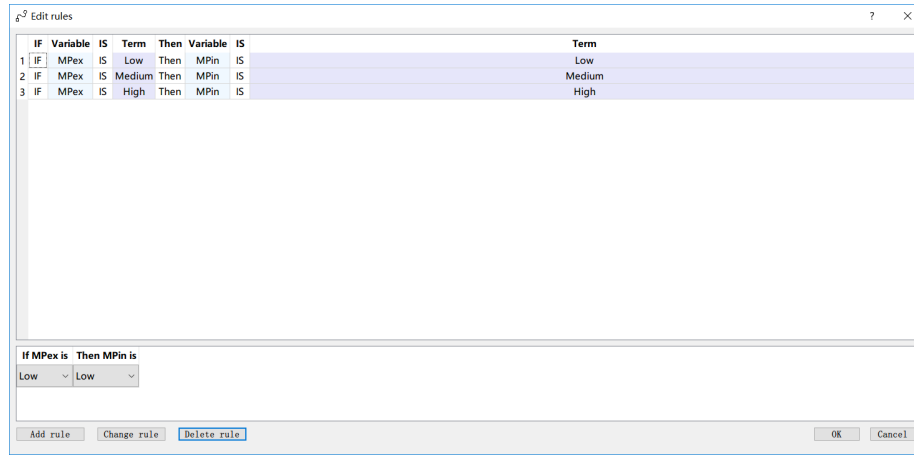 Edit rules ?
IF Variable IS Term Then Variable IS Term
1 IF MPex IS Low Then MPin IS Low
2 IF MPex IS Medium Then MPin IS Medium
3 IF MPex IS High Then MPin IS High
If MPex is Then MPin is
Low Low
Add rule Change rule Delete rule OK Cancel